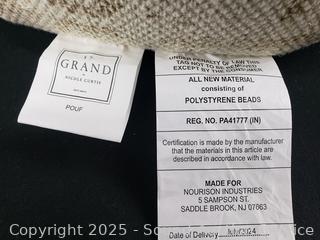 GRAND
NICOLE CURTIS
POUF
UNDER PENALTY OF LAW THIS
TAG NOT TO BE REMOVED
EXCEPT BY THE CONSUMER
ALL NEW MATERIAL
consisting of
POLYSTYRENE BEADS
REG. NO. PA41777 (IN)
Certification is made by the manufacturer
that the materials in this article are
described in accordance with law.
MADE FOR
NOURISON INDUSTRIES
5 SAMPSON ST.
SADDLE BROOK, NJ 07663
Date of Delivery
Copyright 2025 - S